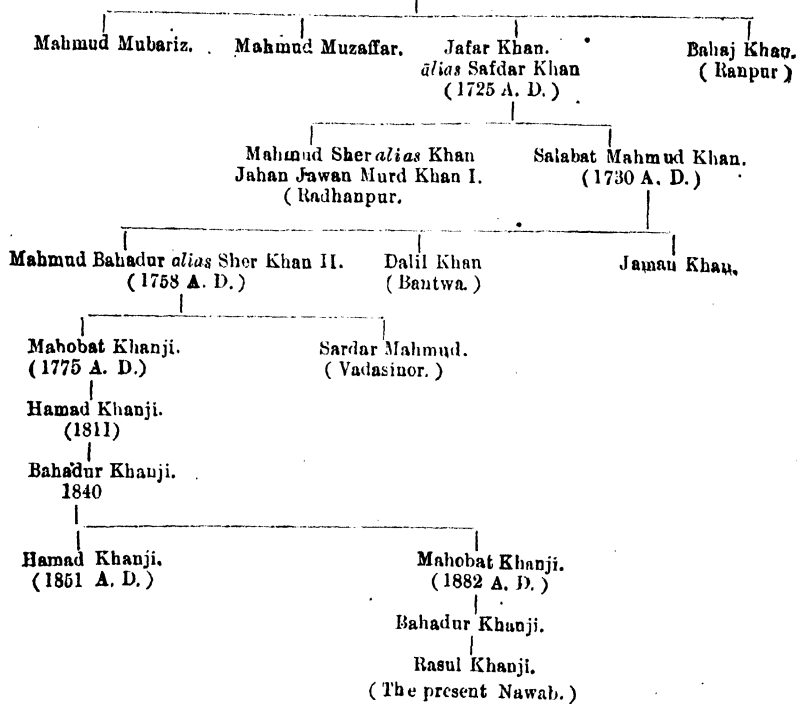 Mahmud Mubariz. Mahmud Muzaffar. Jafar Khan. Bahaj Khan.
alias Safdar Khan (Ranpur)
(1725 A. D.)
Mahmud Sher alias Khan Salabat Mahmud Khan.
Jahan Jawan Murd Khan I. (1730 A. D.)
(Radhanpur.
Mahmud Bahadur alias Sher Khan II. Dalil Khan Jaman Khan.
(1758 A. D.) (Bantwa.)
Mahobat Khanji. Sardar Mahmud.
(1775 A. D.) (Vadasinor.)
Hamad Khanji.
(1811)
Bahadur Khanji.
1840
Hamad Khanji. Mahobat Khanji.
(1851 A. D.) (1882 A. D.)
Bahadur Khanji.
Rasul Khanji.
(The present Nawab.)